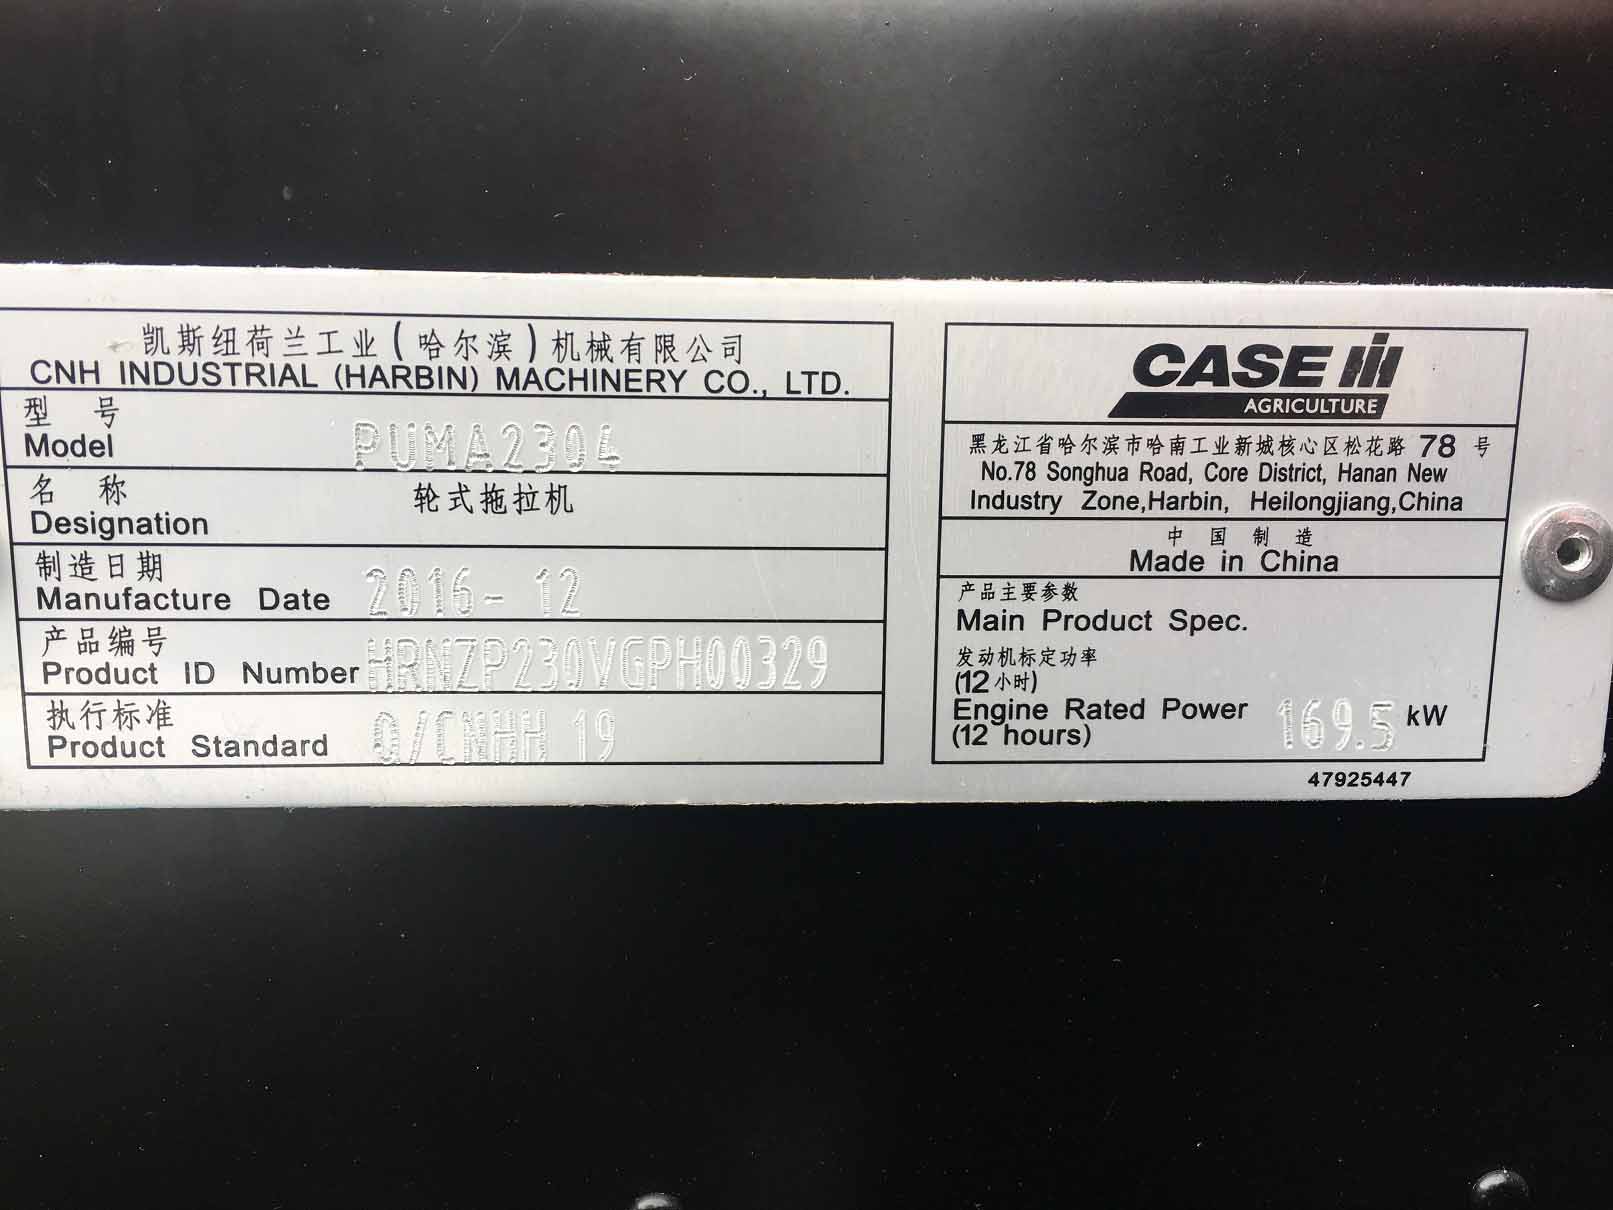 凯斯纽荷兰工业(哈尔滨)机械有限公司
CNH INDUSTRIAL (HARBIN) MACHINERY CO., LTD.
型 号
Model PUMA2304
名 称
Designation 轮式拖拉机
制造日期
Manufacture Date 2016-12
产品编号
Product ID Number HRNZP230VGPH00329
执行标准
Product Standard Q/CNHH 19
CASE IH
AGRICULTURE
黑龙江省哈尔滨市哈南工业新城核心区松花路 78 号
No.78 Songhua Road, Core District, Hanan New
Industry Zone,Harbin, Heilongjiang,China
中国制造
Made in China
产品主要参数
Main Product Spec.
发动机标定功率
(12小时)
Engine Rated Power 169.5 kW
(12 hours)
47925447